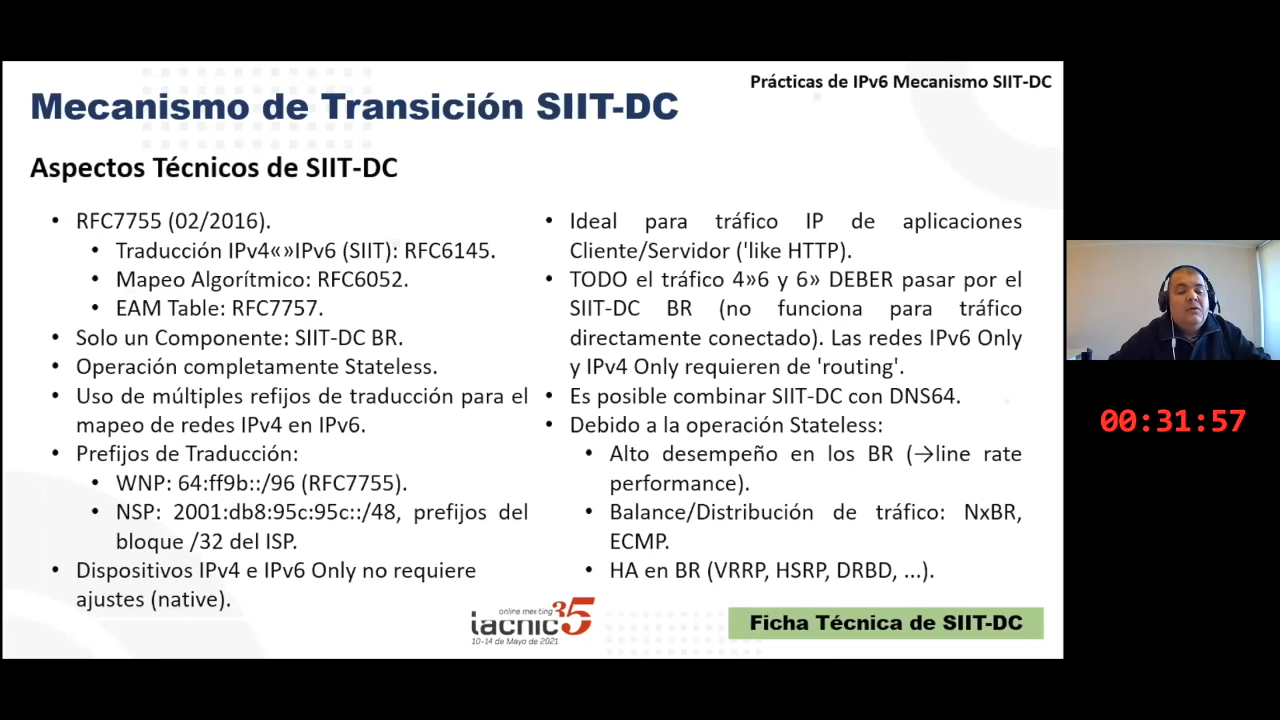 Prácticas de IPv6 Mecanismo SIIT-DC
Mecanismo de Transición SIIT-DC
Aspectos Técnicos de SIIT-DC
• RFC7755 (02/2016).
• Traducción IPv4«»IPv6 (SIIT): RFC6145.
• Mapeo Algorítmico: RFC6052.
• EAM Table: RFC7757.
• Solo un Componente: SIIT-DC BR.
• Operación completamente Stateless.
• Uso de múltiples refijos de traducción para el
mapeo de redes IPv4 en IPv6.
• Prefijos de Traducción:
• WNP: 64:ff9b::/96 (RFC7755).
• NSP: 2001:db8:95c:95c::/48, prefijos del
bloque /32 del ISP.
• Dispositivos IPv4 e IPv6 Only no requiere
ajustes (native).
• Ideal para tráfico IP de aplicaciones
Cliente/Servidor ('like HTTP).
• TODO el tráfico 4»6 y 6» DEBER pasar por el
SIIT-DC BR (no funciona para tráfico
directamente conectado). Las redes IPv6 Only
y IPv4 Only requieren de 'routing'.
• Es posible combinar SIIT-DC con DNS64.
• Debido a la operación Stateless:
• Alto desempeño en los BR (→line rate
performance).
• Balance/Distribución de tráfico: NxBR,
ECMP.
• HA en BR (VRRP, HSRP, DRBD, ...).
online meeting
lacnic35
10-14 de Mayo de 2021
Ficha Técnica de SIIT-DC
00:31:57